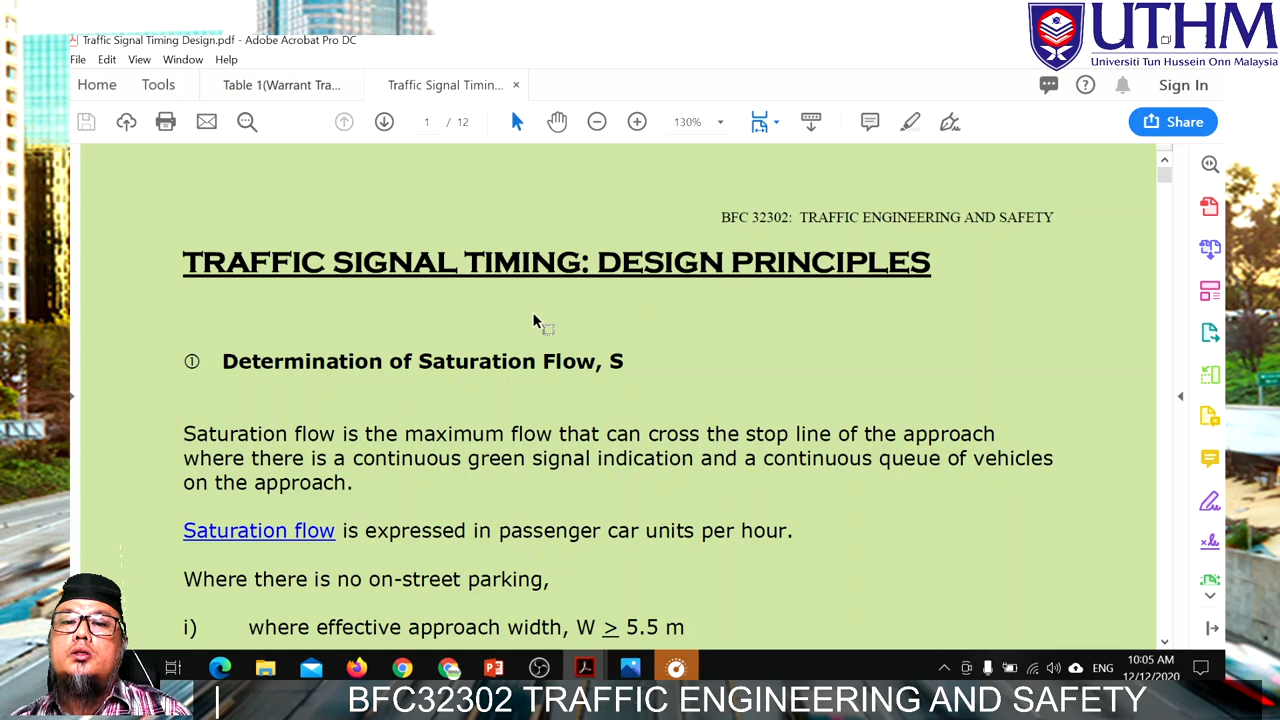 UTHM
Universiti Tun Hussein Onn Malaysia
Traffic Signal Timing Design.pdf - Adobe Acrobat Pro DC
File Edit View Window Help
Home Tools Table 1(Warrant Tra... Traffic Signal Timin... ×
Sign In
1 / 12
130%
Share
BFC 32302: TRAFFIC ENGINEERING AND SAFETY
TRAFFIC SIGNAL TIMING: DESIGN PRINCIPLES
① Determination of Saturation Flow, S
Saturation flow is the maximum flow that can cross the stop line of the approach
where there is a continuous green signal indication and a continuous queue of vehicles
on the approach.
Saturation flow is expressed in passenger car units per hour.
Where there is no on-street parking,
i) where effective approach width, W > 5.5 m
ENG
10:05 AM
12/12/2020
BFC32302 TRAFFIC ENGINEERING AND SAFETY